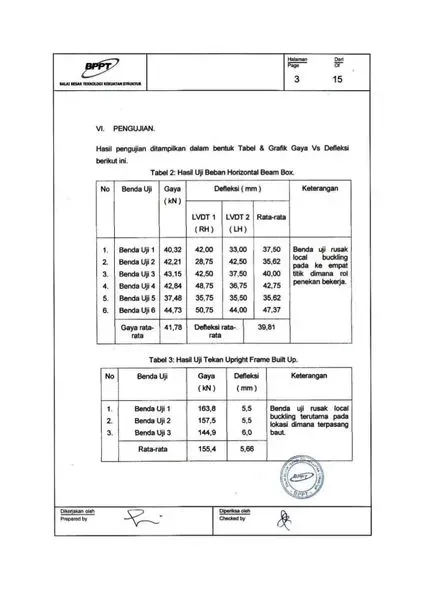 BPPT
BALAI BESAR TEKNOLOGI KEKUATAN STRUKTUR
Halaman Dari
Page Of
3 15
VI. PENGUJIAN.
Hasil pengujian ditampilkan dalam bentuk Tabel & Grafik Gaya Vs Defleksi
berikut ini.
Tabel 2: Hasil Uji Beban Horizontal Beam Box.
No Benda Uji Gaya Defleksi ( mm ) Keterangan
( kN )
LVDT 1 LVDT 2 Rata-rata
( RH ) ( LH )
1. Benda Uji 1 40,32 42,00 33,00 37,50 Benda uji rusak
2. Benda Uji 2 42,21 28,75 42,50 35,62 local buckling
3. Benda Uji 3 43,15 42,50 37,50 40,00 pada ke empat
4. Benda Uji 4 42,84 48,75 36,75 42,75 titik dimana rol
5. Benda Uji 5 37,48 35,75 35,50 35,62 penekan bekerja.
6. Benda Uji 6 44,73 50,75 44,00 47,37
Gaya rata- 41,78 Defleksi rata- 39,81
rata rata
Tabel 3: Hasil Uji Tekan Upright Frame Built Up.
No Benda Uji Gaya Defleksi Keterangan
( kN ) ( mm )
1. Benda Uji 1 163,8 5,5 Benda uji rusak local
2. Benda Uji 2 157,5 5,5 buckling terutama pada
3. Benda Uji 3 144,9 6,0 lokasi dimana terpasang
baut.
Rata-rata 155,4 5,66
BPPT
Dikerjakan oleh Diperiksa oleh
Prepared by Checked by